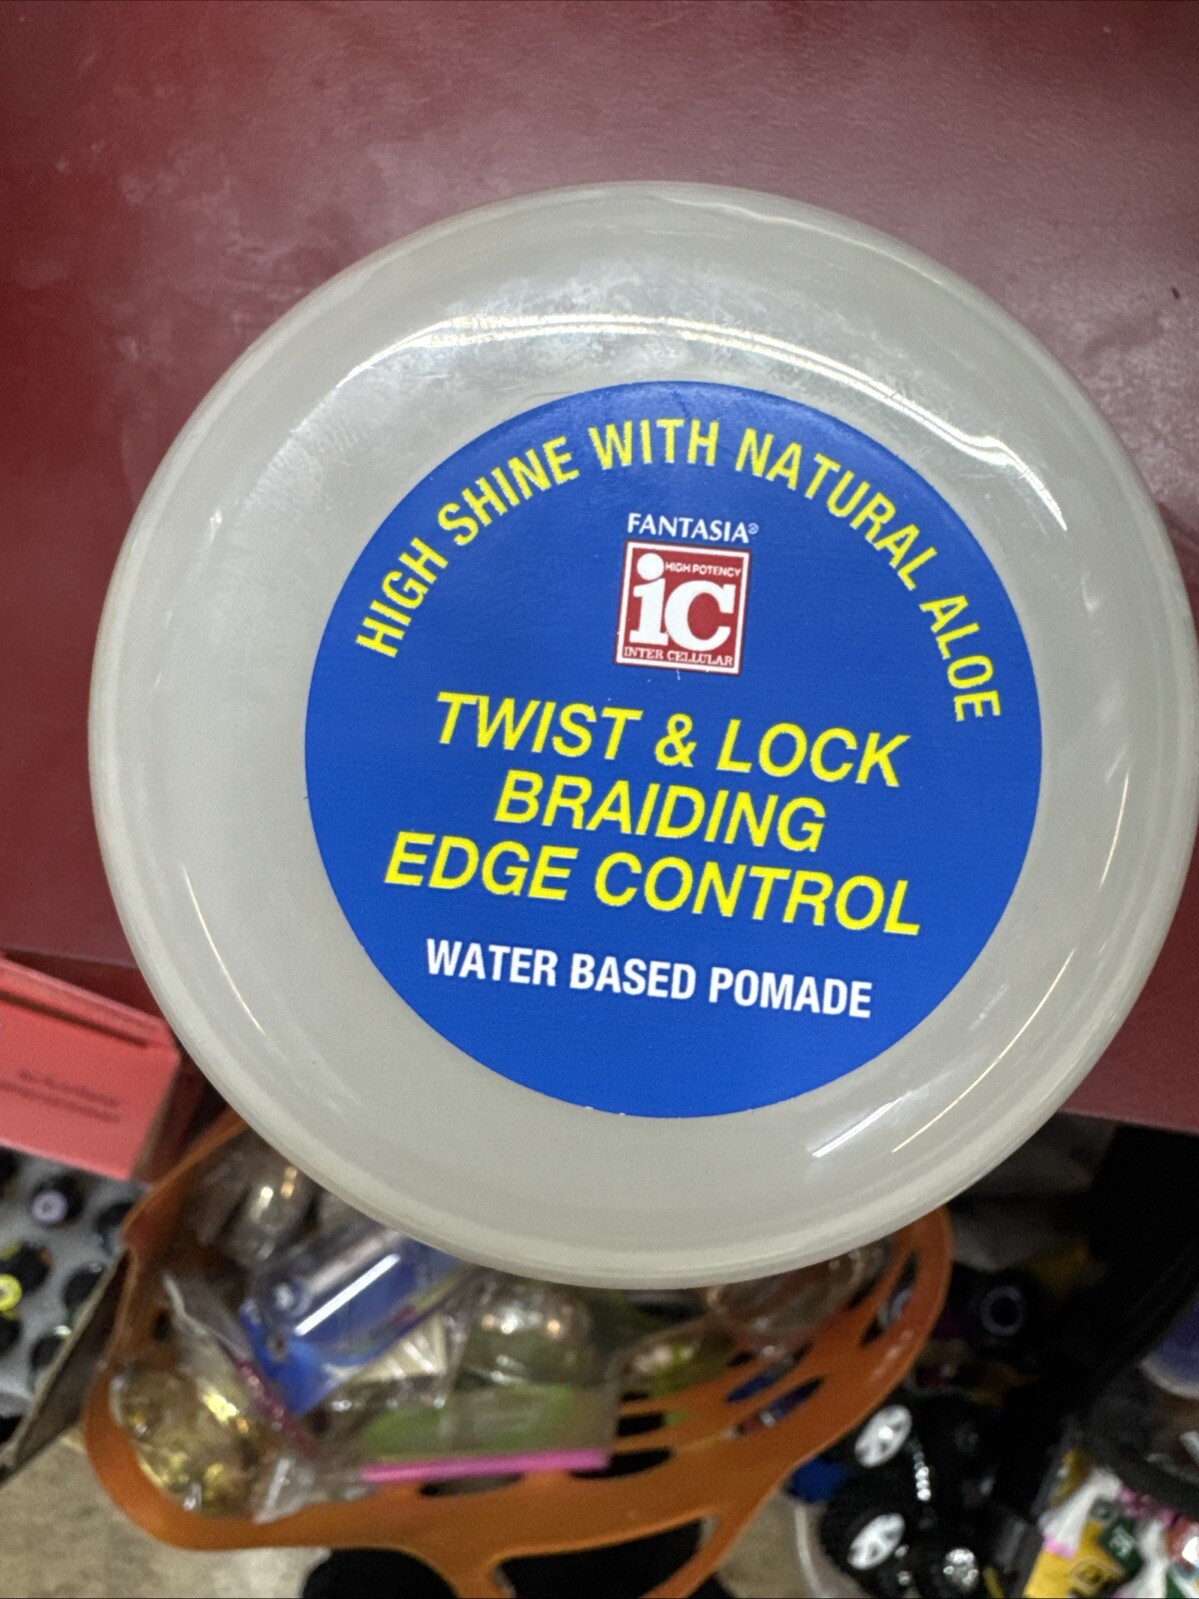 HIGH SHINE WITH NATURAL ALOE
FANTASIA®
HIGH POTENCY
ic
INTER CELLULAR
TWIST & LOCK
BRAIDING
EDGE CONTROL
WATER BASED POMADE